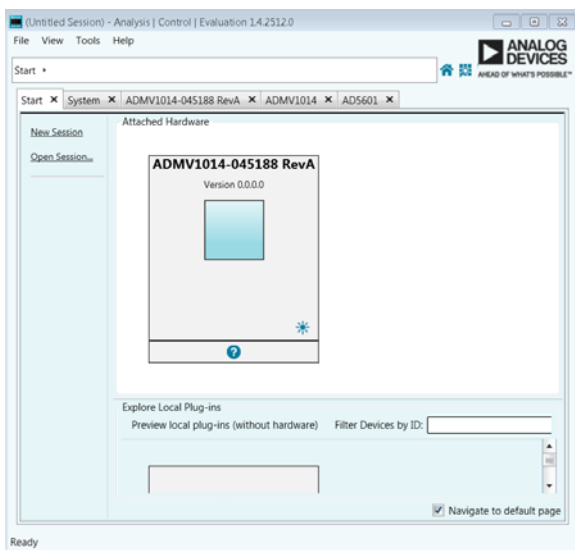 (Untitled Session) - Analysis | Control | Evaluation 1.4.2512.0
File View Tools Help
ANALOG
DEVICES
AHEAD OF WHAT'S POSSIBLE™
Start
Start System ADMV1014-045188 RevA ADMV1014 AD5601
New Session
Open Session...
Attached Hardware
ADMV1014-045188 RevA
Version 0.0.0.0
?
Explore Local Plug-ins
Preview local plug-ins (without hardware) Filter Devices by ID:
Navigate to default page
Ready